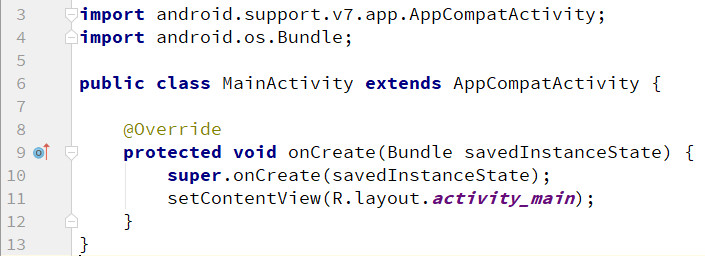 3 import android.support.v7.app.AppCompatActivity;
4 import android.os.Bundle;
5
6 public class MainActivity extends AppCompatActivity {
7
8     @Override
9     protected void onCreate(Bundle savedInstanceState) {
10         super.onCreate(savedInstanceState);
11         setContentView(R.layout.activity_main);
12     }
13 }